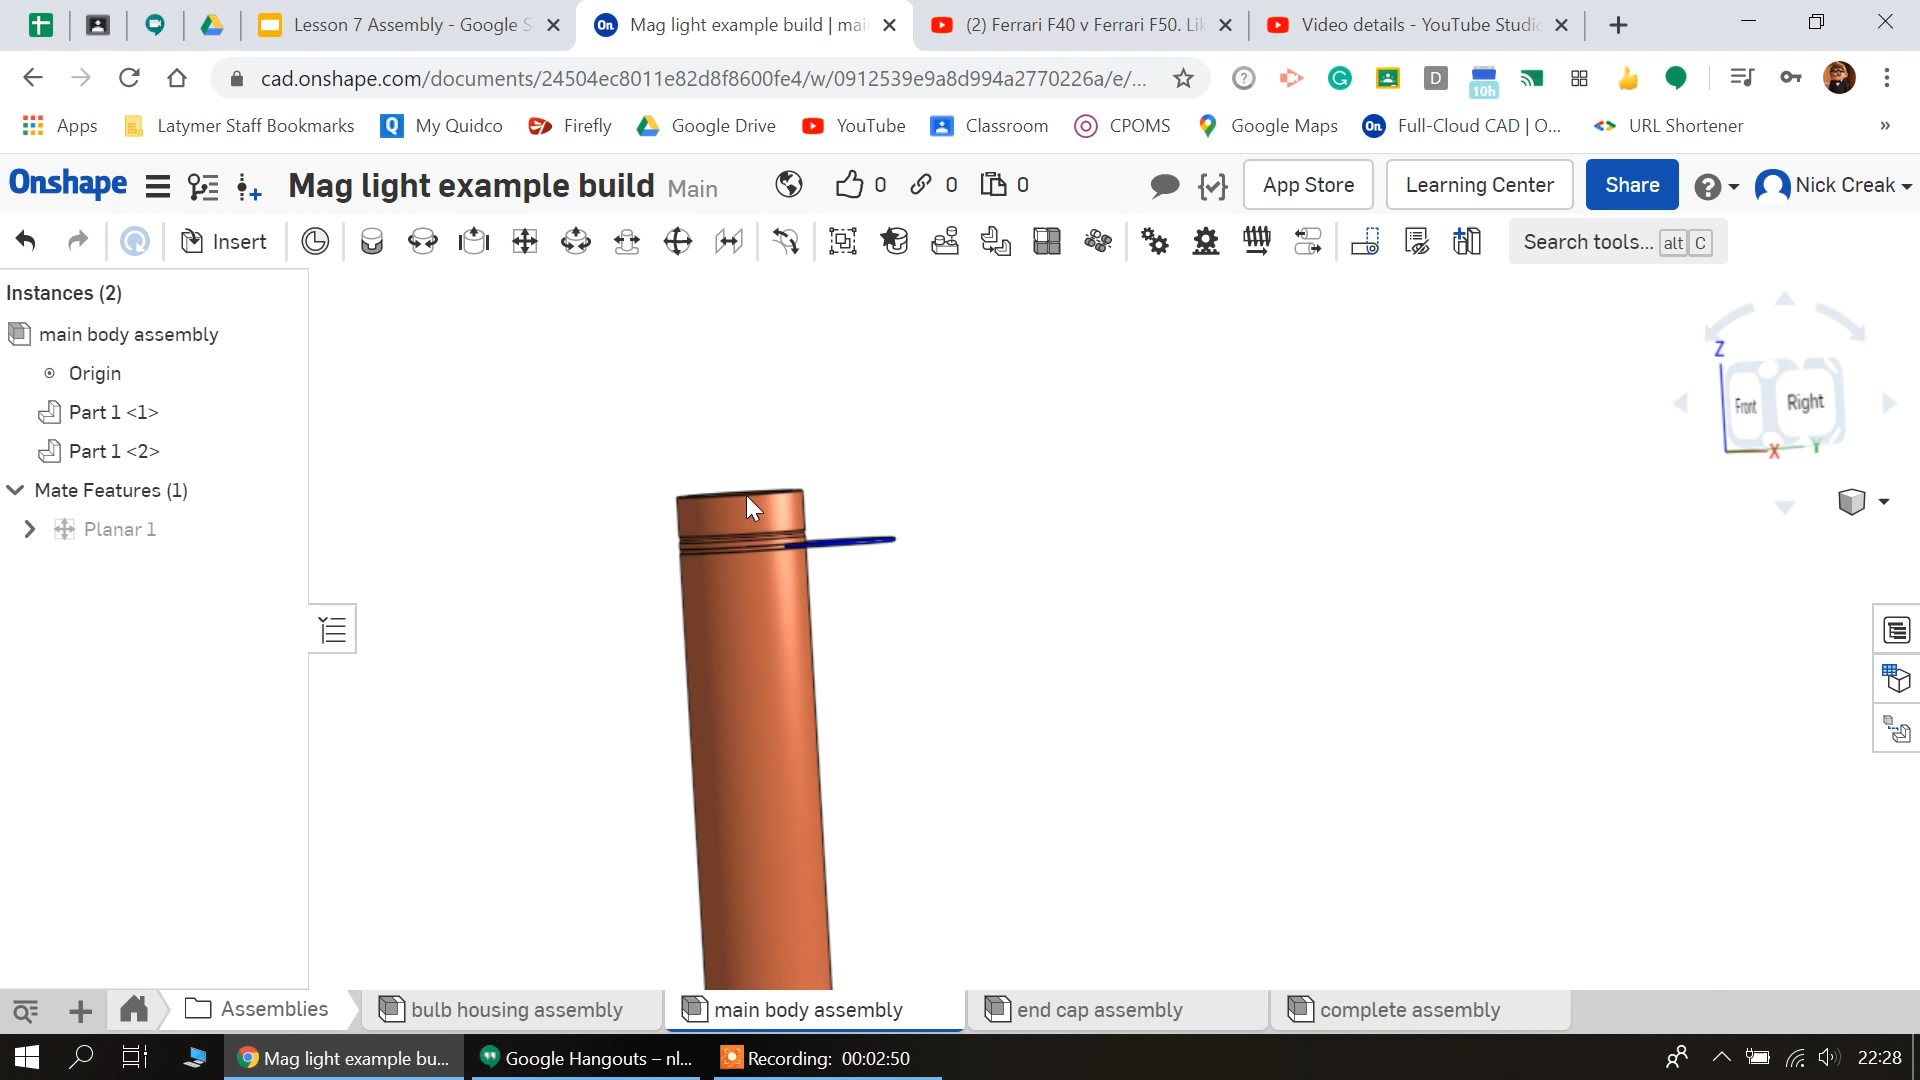 Lesson 7 Assembly - Google S
Mag light example build | mai
(2) Ferrari F40 v Ferrari F50. Lik
Video details - YouTube Studio
cad.onshape.com/documents/24504ec8011e82d8f8600fe4/w/0912539e9a8d994a2770226a/e/...
10h
Apps
Latymer Staff Bookmarks
My Quidco
Firefly
Google Drive
YouTube
Classroom
CPOMS
Google Maps
On
Full-Cloud CAD | O...
URL Shortener
Onshape
Mag light example build Main
0
0
0
App Store
Learning Center
Share
Nick Creak
Insert
Search tools... alt C
Instances (2)
main body assembly
Origin
Part 1 <1>
Part 1 <2>
Mate Features (1)
Planar 1
Z
Front
Right
X
Y
Assemblies
bulb housing assembly
main body assembly
end cap assembly
complete assembly
Mag light example bu...
Google Hangouts – nl...
Recording: 00:02:50
22:28